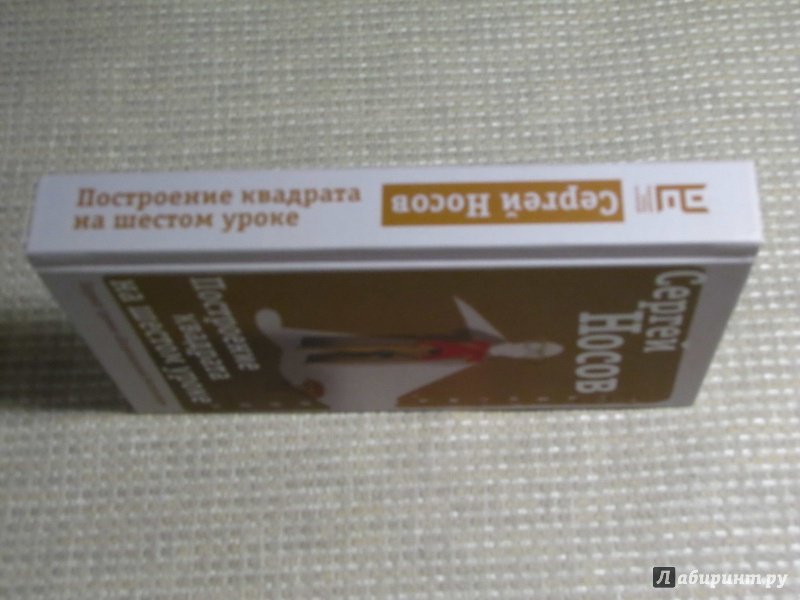 Построение квадрата
на шестом уроке
Сергей Носов
Сергей
Носов
Построение
квадрата
на шестом уроке
Лабиринт.ру